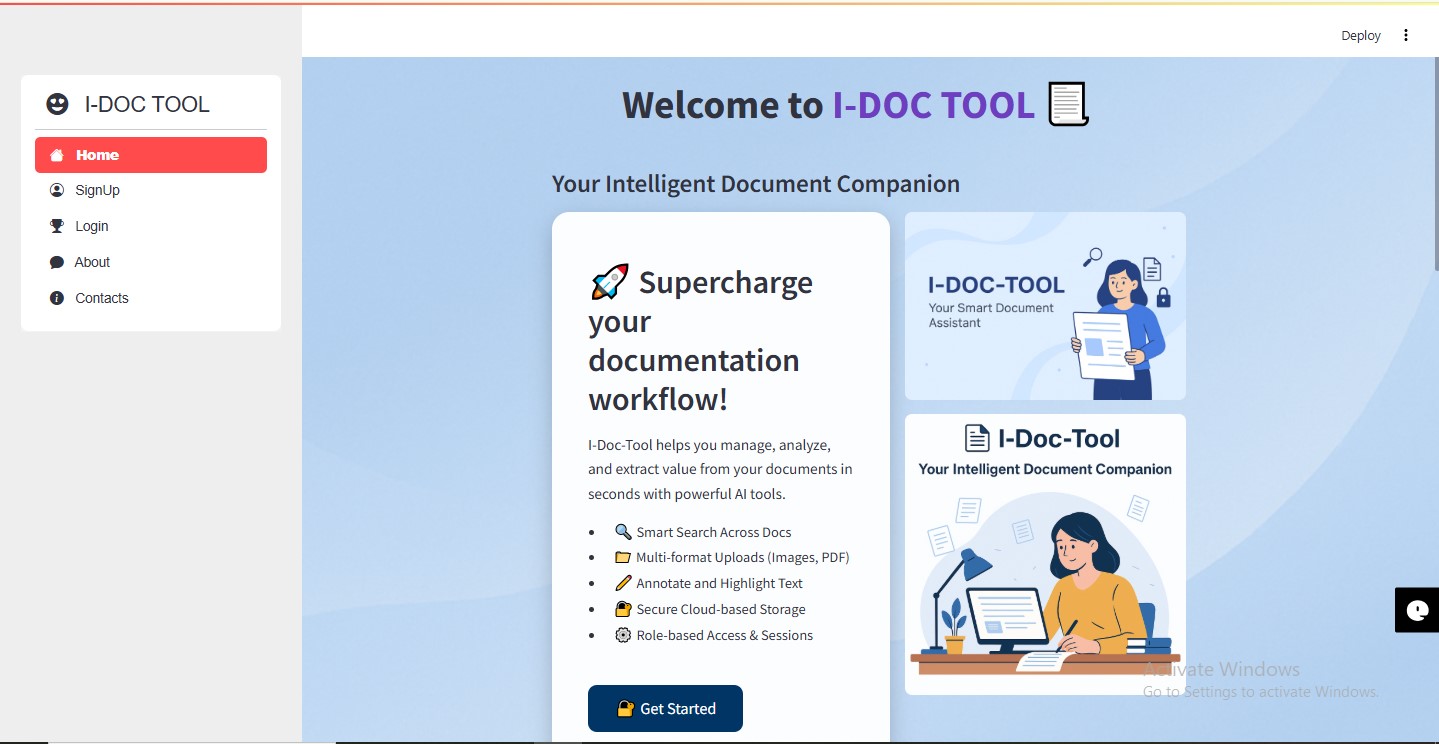 Deploy
I-DOC TOOL
Home
SignUp
Login
About
Contacts
Welcome to I-DOC TOOL
Your Intelligent Document Companion
🚀 Supercharge
your
documentation
workflow!
I-Doc-Tool helps you manage, analyze,
and extract value from your documents in
seconds with powerful AI tools.
• 🔍 Smart Search Across Docs
• 📁 Multi-format Uploads (Images, PDF)
• ✏️ Annotate and Highlight Text
• 🔐 Secure Cloud-based Storage
• ⚙️ Role-based Access & Sessions
🔐 Get Started
I-DOC-TOOL
Your Smart Document
Assistant
I-Doc-Tool
Your Intelligent Document Companion
Activate Windows
Go to Settings to activate Windows.